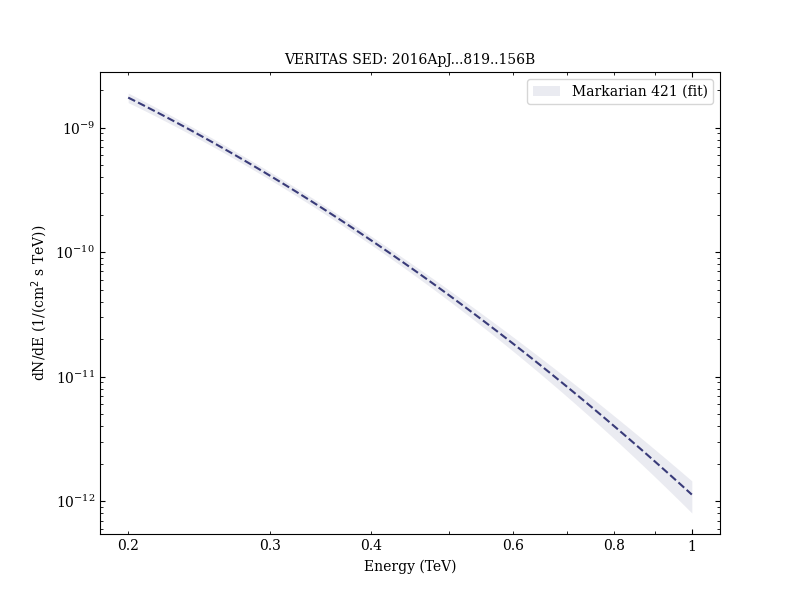 VERITAS SED: 2016ApJ...819..156B
Markarian 421 (fit)
dN/dE (1/(cm² s TeV))
10⁻⁹
10⁻¹⁰
10⁻¹¹
10⁻¹²
0.2 0.3 0.4 0.6 0.8 1
Energy (TeV)